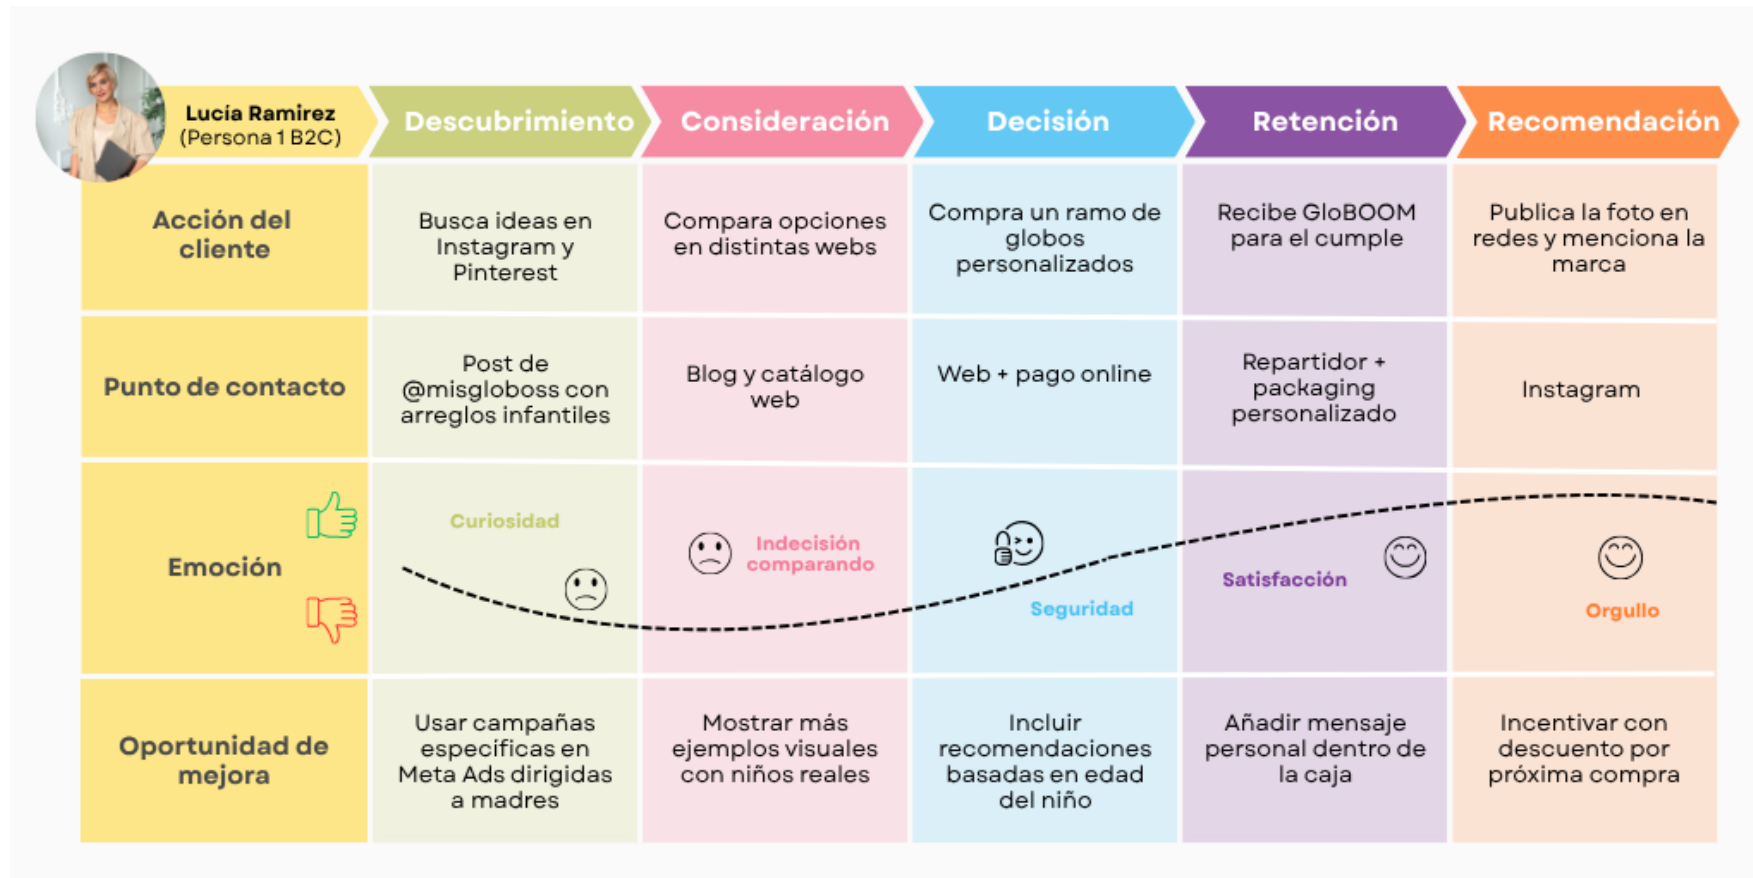 Lucía Ramirez
(Persona 1 B2C)
Descubrimiento
Consideración
Decisión
Retención
Recomendación
Acción del
cliente
Busca ideas en
Instagram y
Pinterest
Compara opciones
en distintas webs
Compra un ramo de
globos
personalizados
Recibe GloBOOM
para el cumple
Publica la foto en
redes y menciona la
marca
Punto de contacto
Post de
@misgloboss con
arreglos infantiles
Blog y catálogo
web
Web + pago online
Repartidor +
packaging
personalizado
Instagram
Emoción
Curiosidad
Indecisión
comparando
Seguridad
Satisfacción
Orgullo
Oportunidad de
mejora
Usar campañas
específicas en
Meta Ads dirigidas
a madres
Mostrar más
ejemplos visuales
con niños reales
Incluir
recomendaciones
basadas en edad
del niño
Añadir mensaje
personal dentro de
la caja
Incentivar con
descuento por
próxima compra